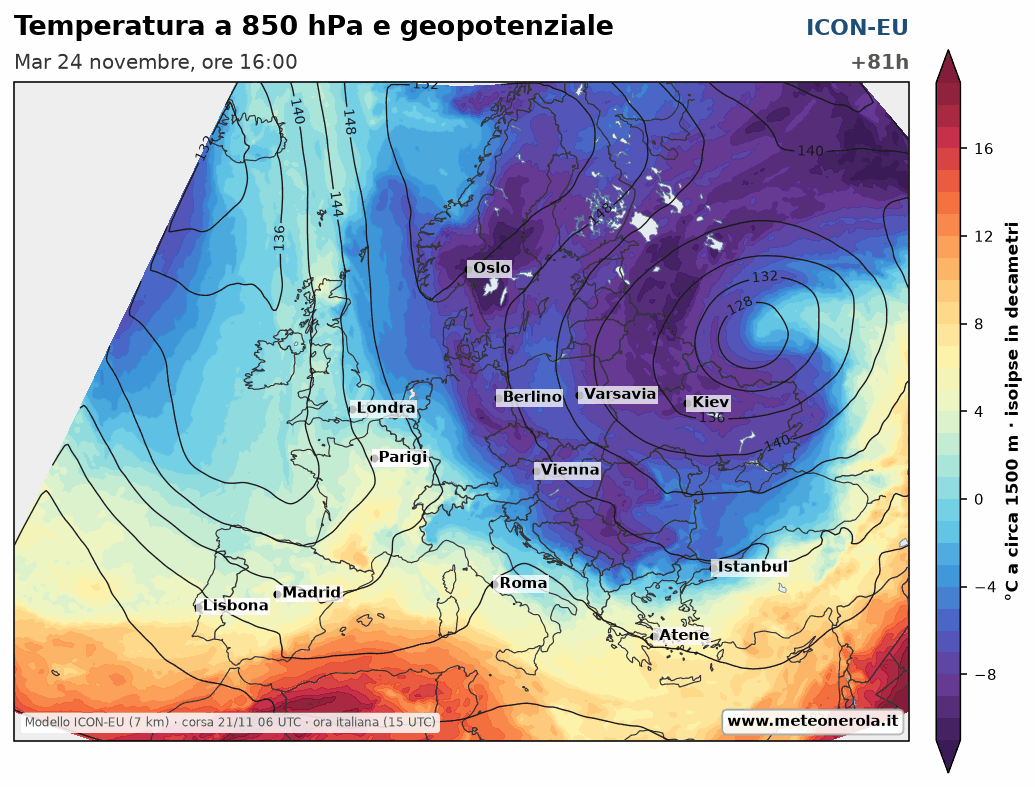 Temperatura a 850 hPa e geopotenziale
ICON-EU
Mar 24 novembre, ore 16:00
+81h
132
140
148
132
140
16
144
148
136
12
Oslo
132
128
8
Berlino
Varsavia
Kiev
Londra
136
4
140
Parigi
Vienna
0
Istanbul
−4
Roma
Madrid
Lisbona
Atene
−8
°C a circa 1500 m · Isoipse in decametri
Modello ICON-EU (7 km) · corsa 21/11 06 UTC · ora italiana (15 UTC)
www.meteonerola.it